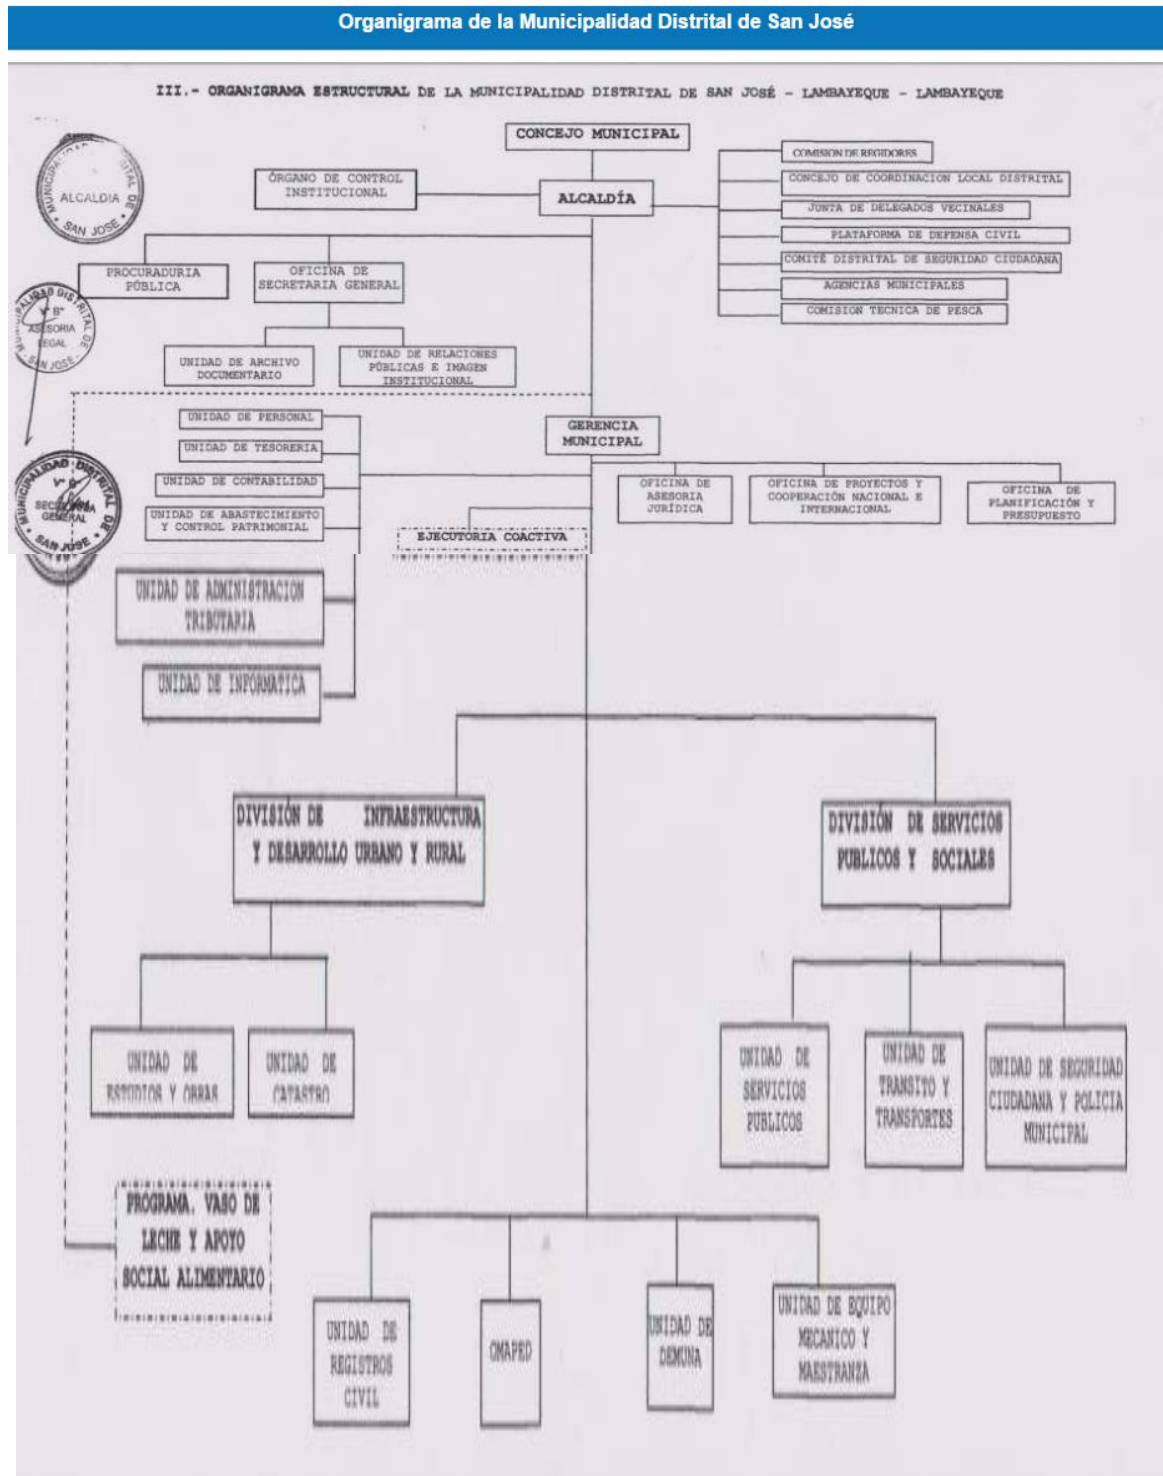 Organigrama de la Municipalidad Distrital de San José
III.- ORGANIGRAMA ESTRUCTURAL DE LA MUNICIPALIDAD DISTRITAL DE SAN JOSÉ - LAMBAYEQUE - LAMBAYEQUE
CONCEJO MUNICIPAL
COMISION DE REGIDORES
ÓRGANO DE CONTROL
INSTITUCIONAL
ALCALDÍA
CONCEJO DE COORDINACION LOCAL DISTRITAL
JUNTA DE DELEGADOS VECINALES
PLATAFORMA DE DEFENSA CIVIL
COMITÉ DISTRITAL DE SEGURIDAD CIUDADANA
AGENCIAS MUNICIPALES
COMISION TECNICA DE PESCA
ALCALDIA
SAN JOSE
PROCURADURIA
PÚBLICA
OFICINA DE
SECRETARIA GENERAL
V° B°
ASESORIA
LEGAL
SAN JOSE
UNIDAD DE ARCHIVO
DOCUMENTARIO
UNIDAD DE RELACIONES
PÚBLICAS E IMAGEN
INSTITUCIONAL
UNIDAD DE PERSONAL
UNIDAD DE TESORERIA
UNIDAD DE CONTABILIDAD
UNIDAD DE ABASTECIMIENTO
Y CONTROL PATRIMONIAL
GERENCIA
MUNICIPAL
OFICINA DE
ASESORIA
JURÍDICA
OFICINA DE PROYECTOS Y
COOPERACIÓN NACIONAL E
INTERNACIONAL
OFICINA DE
PLANIFICACIÓN Y
PRESUPUESTO
MUNICIPALIDAD DISTRITAL DE
GENERAL
SAN JOSE
EJECUTORIA COACTIVA
UNIDAD DE ADMINISTRACION
TRIBUTARIA
UNIDAD DE INFORMATICA
DIVISIÓN DE INFRAESTRUCTURA
Y DESARROLLO URBANO Y RURAL
DIVISIÓN DE SERVICIOS
PUBLICOS Y SOCIALES
UNIDAD DE
ESTUDIOS Y OBRAS
UNIDAD DE
CATASTRO
UNIDAD DE
SERVICIOS
PUBLICOS
UNIDAD DE
TRANSITO Y
TRANSPORTES
UNIDAD DE SEGURIDAD
CIUDADANA Y POLICIA
MUNICIPAL
PROGRAMA. VASO DE
LECHE Y APOYO
SOCIAL ALIMENTARIO
UNIDAD DE
REGISTROS
CIVIL
OMAPED
UNIDAD DE
DEMUNA
UNIDAD DE EQUIPO
MECANICO Y
MAESTRANZA